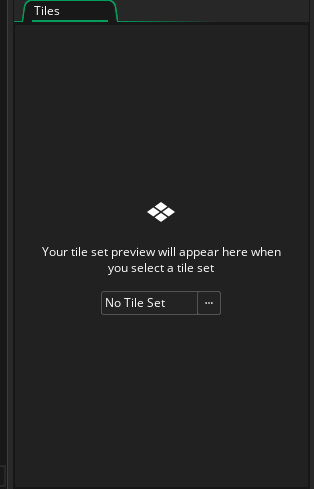 Tiles
Your tile set preview will appear here when
you select a tile set
No Tile Set
...